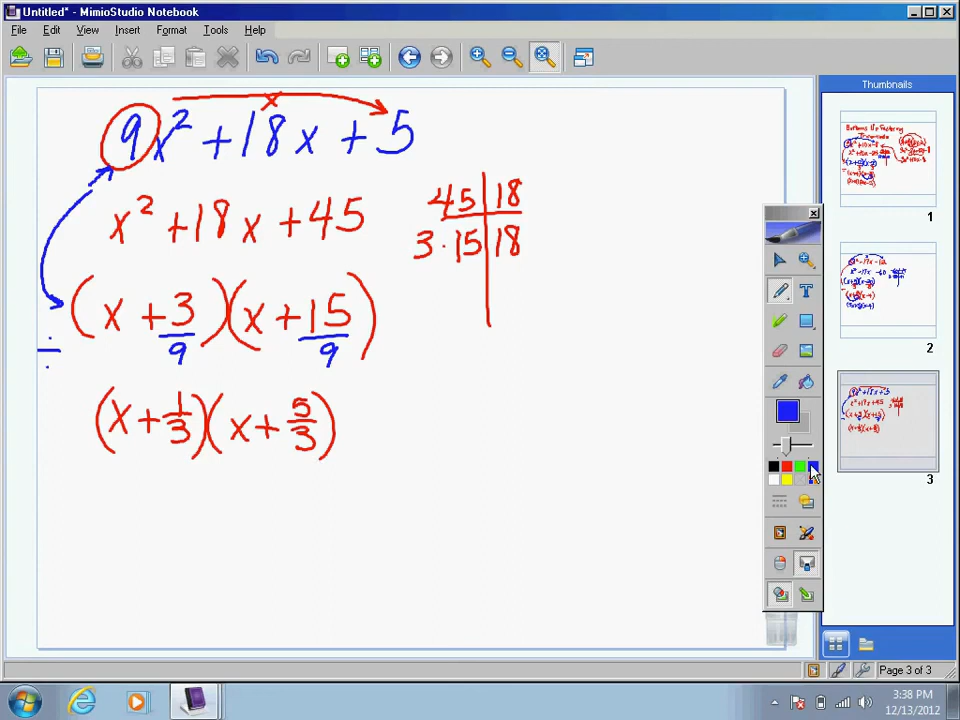 Untitled* - MimioStudio Notebook
File Edit View Insert Format Tools Help
Thumbnails
9x² + 18x + 5
x
x² + 18x + 45
45 | 18
3 · 15 | 18
(x + 3/9)(x + 15/9)
÷
(x + 1/3)(x + 5/3)
1
2
3
Page 3 of 3
3:38 PM
12/13/2012